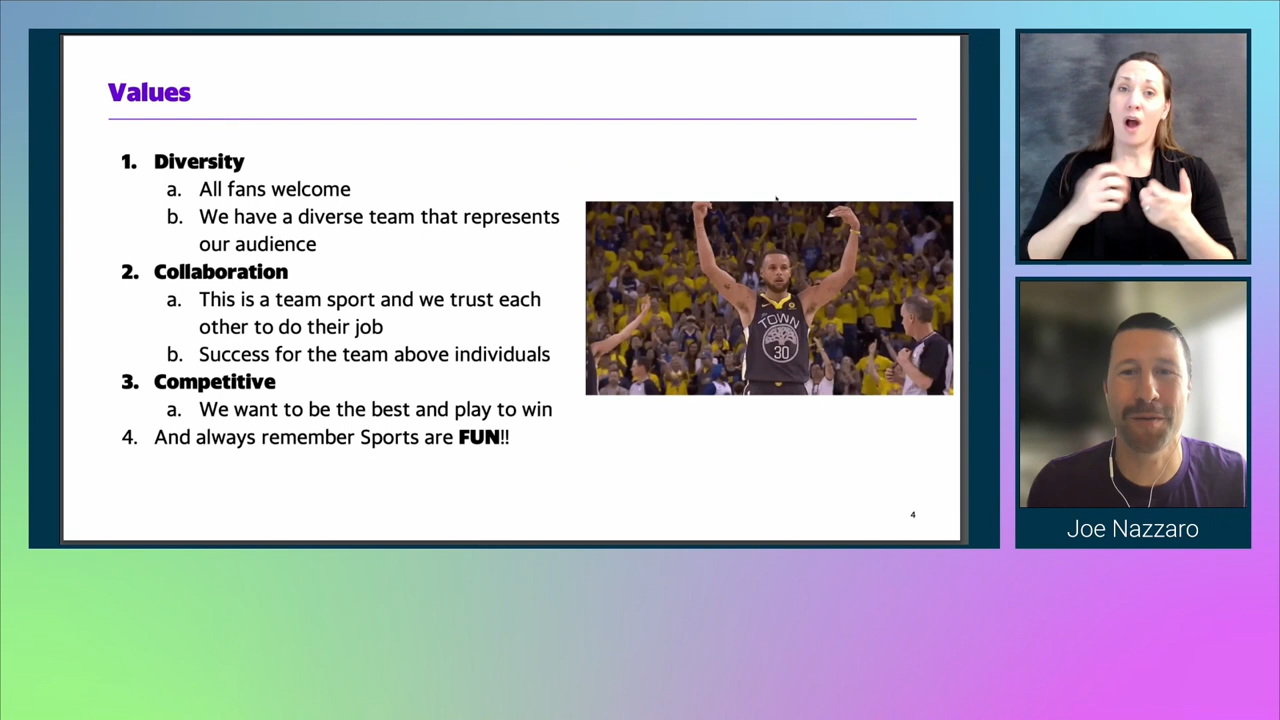 Values
1. Diversity
a. All fans welcome
b. We have a diverse team that represents
our audience
2. Collaboration
a. This is a team sport and we trust each
other to do their job
b. Success for the team above individuals
3. Competitive
a. We want to be the best and play to win
4. And always remember Sports are FUN!!
TOWN
30
4
Joe Nazzaro